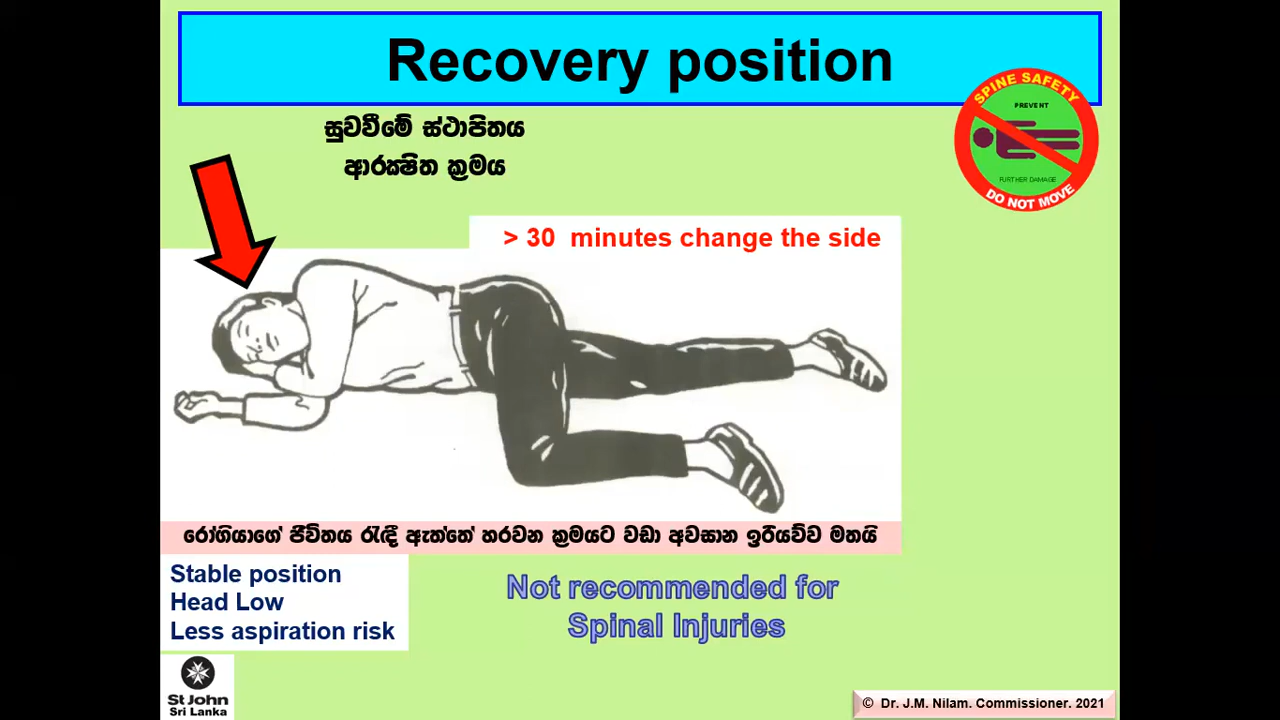 Recovery position
SPINE SAFETY
PREVENT
FURTHER DAMAGE
DO NOT MOVE
සුවවීමේ ස්ථාපිතය
ආරක්‍ෂිත ක්‍රමය
> 30 minutes change the side
රෝගියාගේ ජීවිතය රැඳී ඇත්තේ හරවන ක්‍රමයට වඩා අවසාන ඉරියව්ව මතයි
Stable position
Head Low
Less aspiration risk
Not recommended for
Spinal Injuries
St John
Sri Lanka
© Dr. J.M. Nilam. Commissioner. 2021